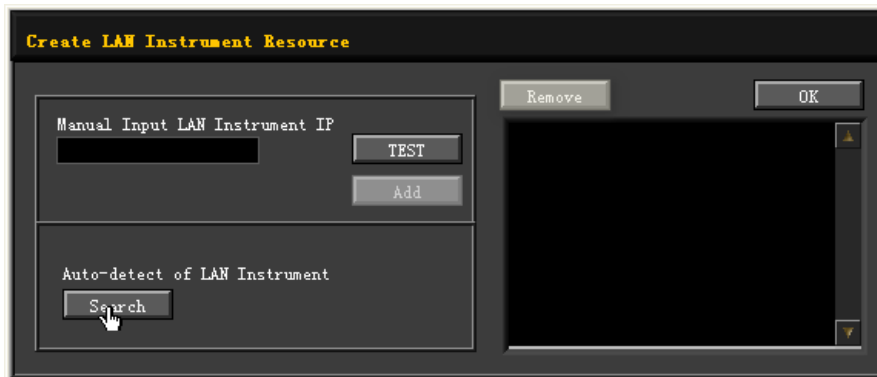 Create LAN Instrument Resource
Remove
OK
Manual Input LAN Instrument IP
TEST
Add
Auto-detect of LAN Instrument
Search